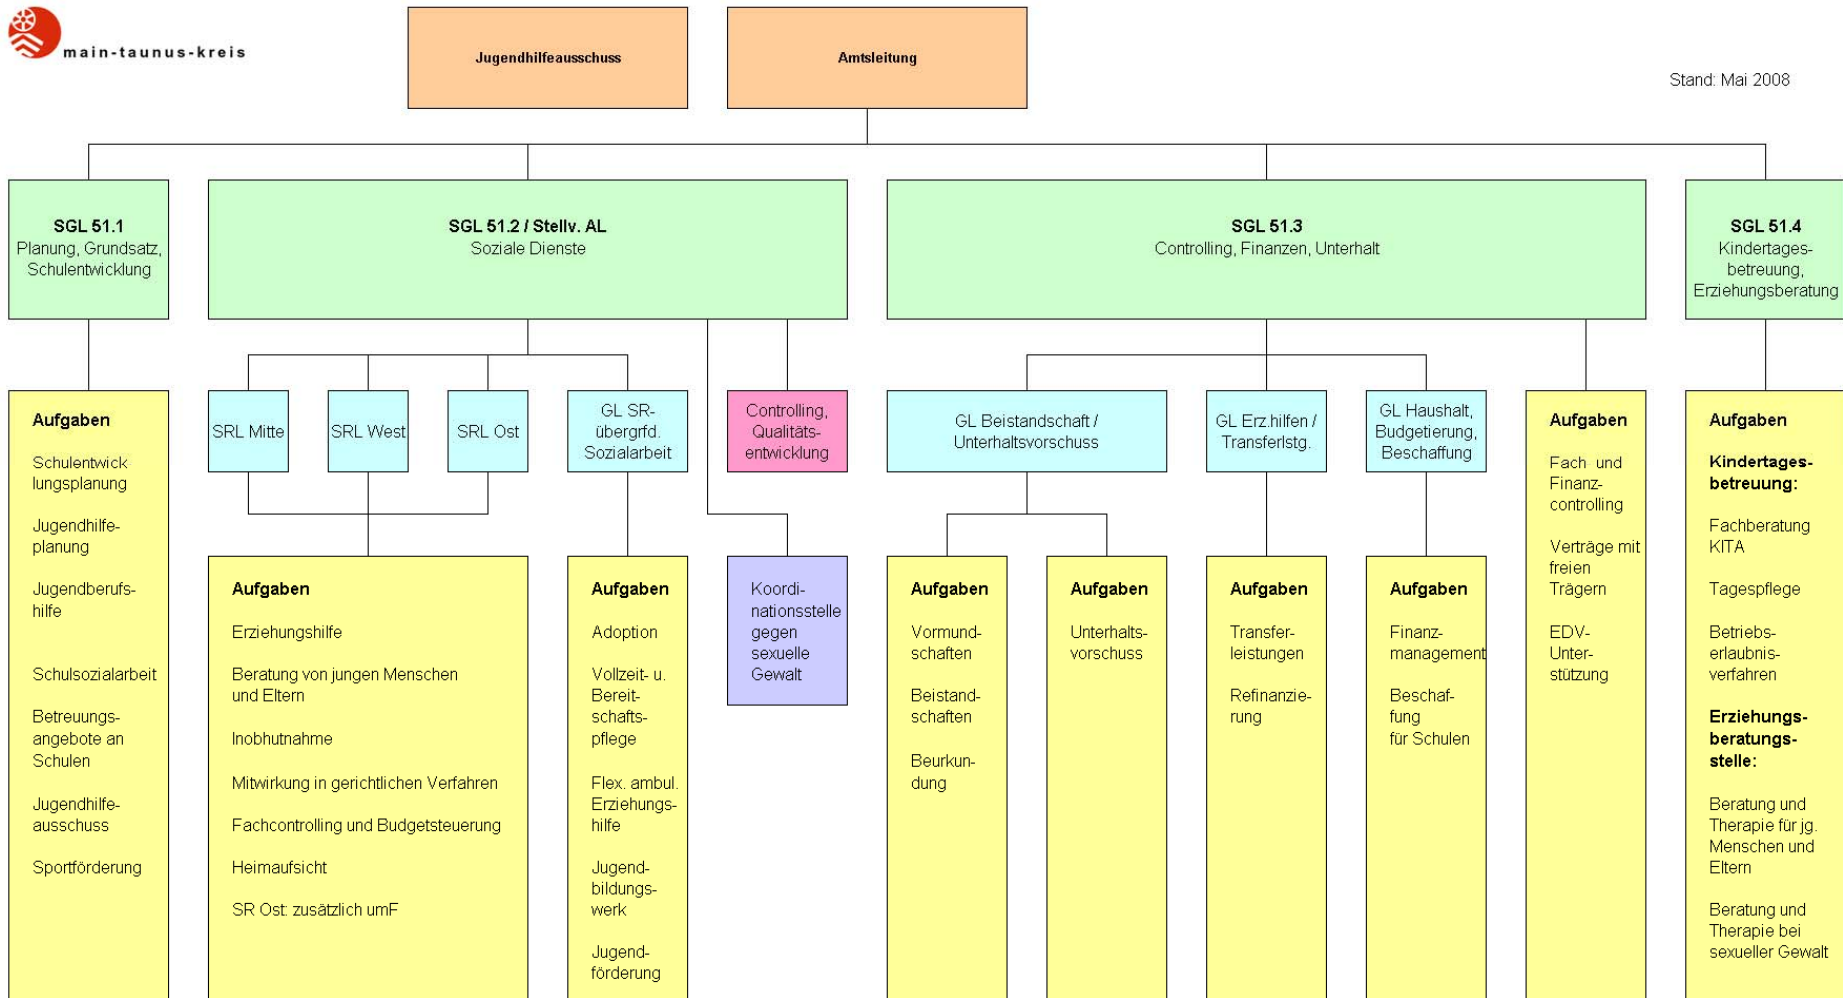 main-taunus-kreis
Jugendhilfeausschuss
Amtsleitung
Stand: Mai 2008
SGL 51.1
Planung, Grundsatz,
Schulentwicklung
SGL 51.2 / Stellv. AL
Soziale Dienste
SGL 51.3
Controlling, Finanzen, Unterhalt
SGL 51.4
Kindertages-
betreuung,
Erziehungsberatung
Aufgaben
Schulentwick
lungsplanung
Jugendhilfe-
planung
Jugendberufs-
hilfe
Schulsozialarbeit
Betreuungs-
angebote an
Schulen
Jugendhilfe-
ausschuss
Sportförderung
SRL Mitte
SRL West
SRL Ost
GL SR-
übergrfd.
Sozialarbeit
Controlling,
Qualitäts-
entwicklung
GL Beistandschaft /
Unterhaltsvorschuss
GL Erz.hilfen /
Transferlstg.
GL Haushalt,
Budgetierung,
Beschaffung
Aufgaben
Erziehungshilfe
Beratung von jungen Menschen
und Eltern
Inobhutnahme
Mitwirkung in gerichtlichen Verfahren
Fachcontrolling und Budgetsteuerung
Heimaufsicht
SR Ost: zusätzlich umF
Aufgaben
Adoption
Vollzeit- u.
Bereit-
schafts-
pflege
Flex. ambul.
Erziehungs-
hilfe
Jugend-
bildungs-
werk
Jugend-
förderung
Koordi-
nationsstelle
gegen
sexuelle
Gewalt
Aufgaben
Vormund-
schaften
Beistand-
schaften
Beurkun-
dung
Aufgaben
Unterhalts-
vorschuss
Aufgaben
Transfer-
leistungen
Refinanzie-
rung
Aufgaben
Finanz-
management
Beschaf-
fung
für Schulen
Aufgaben
Fach- und
Finanz-
controlling
Verträge mit
freien
Trägern
EDV-
Unter-
stützung
Aufgaben
Kindertages-
betreuung:
Fachberatung
KITA
Tagespflege
Betriebs-
erlaubnis-
verfahren
Erziehungs-
beratungs-
stelle:
Beratung und
Therapie für jg.
Menschen und
Eltern
Beratung und
Therapie bei
sexueller Gewalt